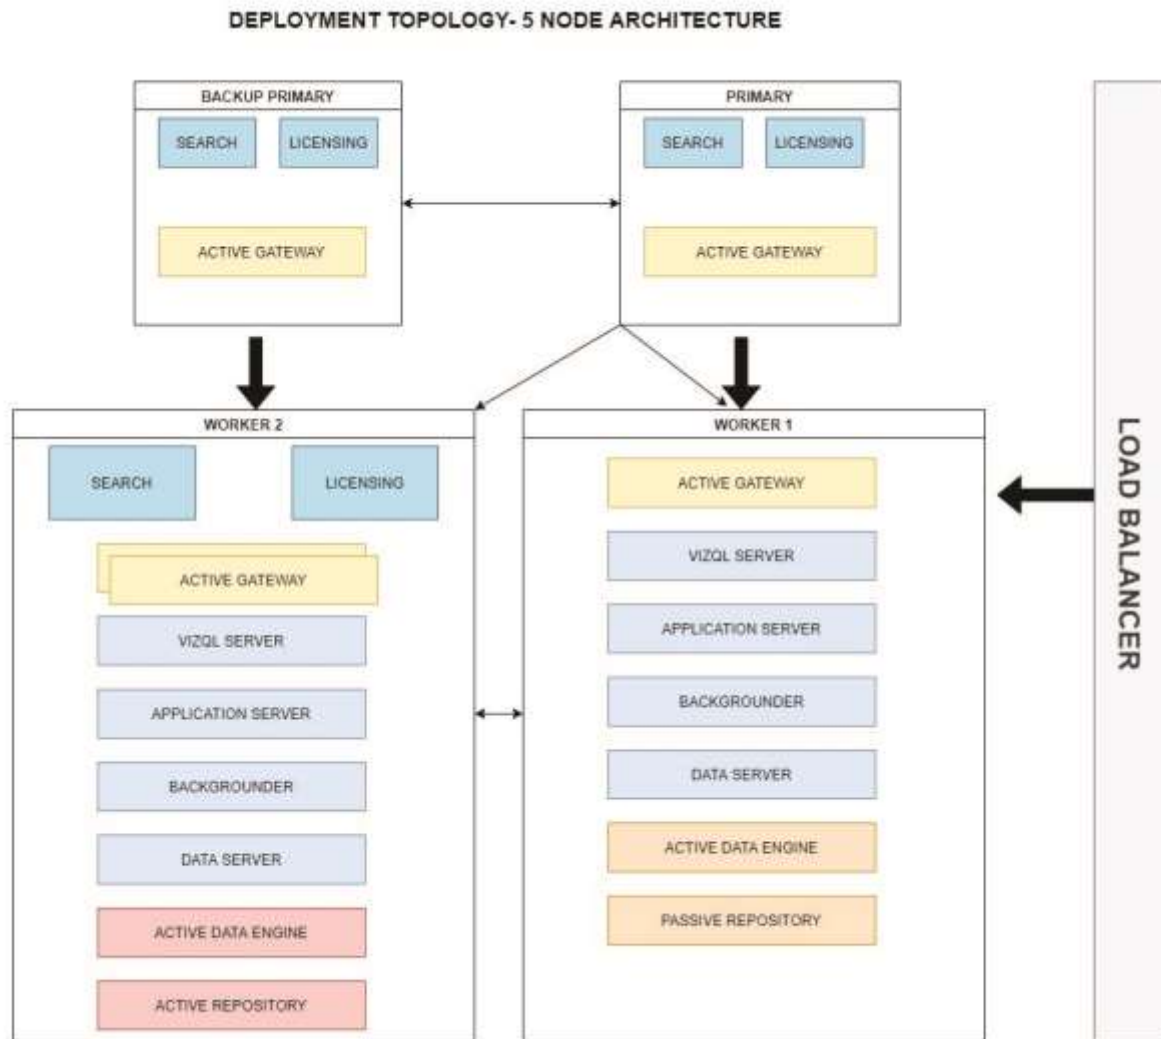 DEPLOYMENT TOPOLOGY- 5 NODE ARCHITECTURE
BACKUP PRIMARY
SEARCH
LICENSING
ACTIVE GATEWAY
PRIMARY
SEARCH
LICENSING
ACTIVE GATEWAY
WORKER 2
SEARCH
LICENSING
ACTIVE GATEWAY
VIZQL SERVER
APPLICATION SERVER
BACKGROUNDER
DATA SERVER
ACTIVE DATA ENGINE
ACTIVE REPOSITORY
WORKER 1
ACTIVE GATEWAY
VIZQL SERVER
APPLICATION SERVER
BACKGROUNDER
DATA SERVER
ACTIVE DATA ENGINE
PASSIVE REPOSITORY
LOAD BALANCER